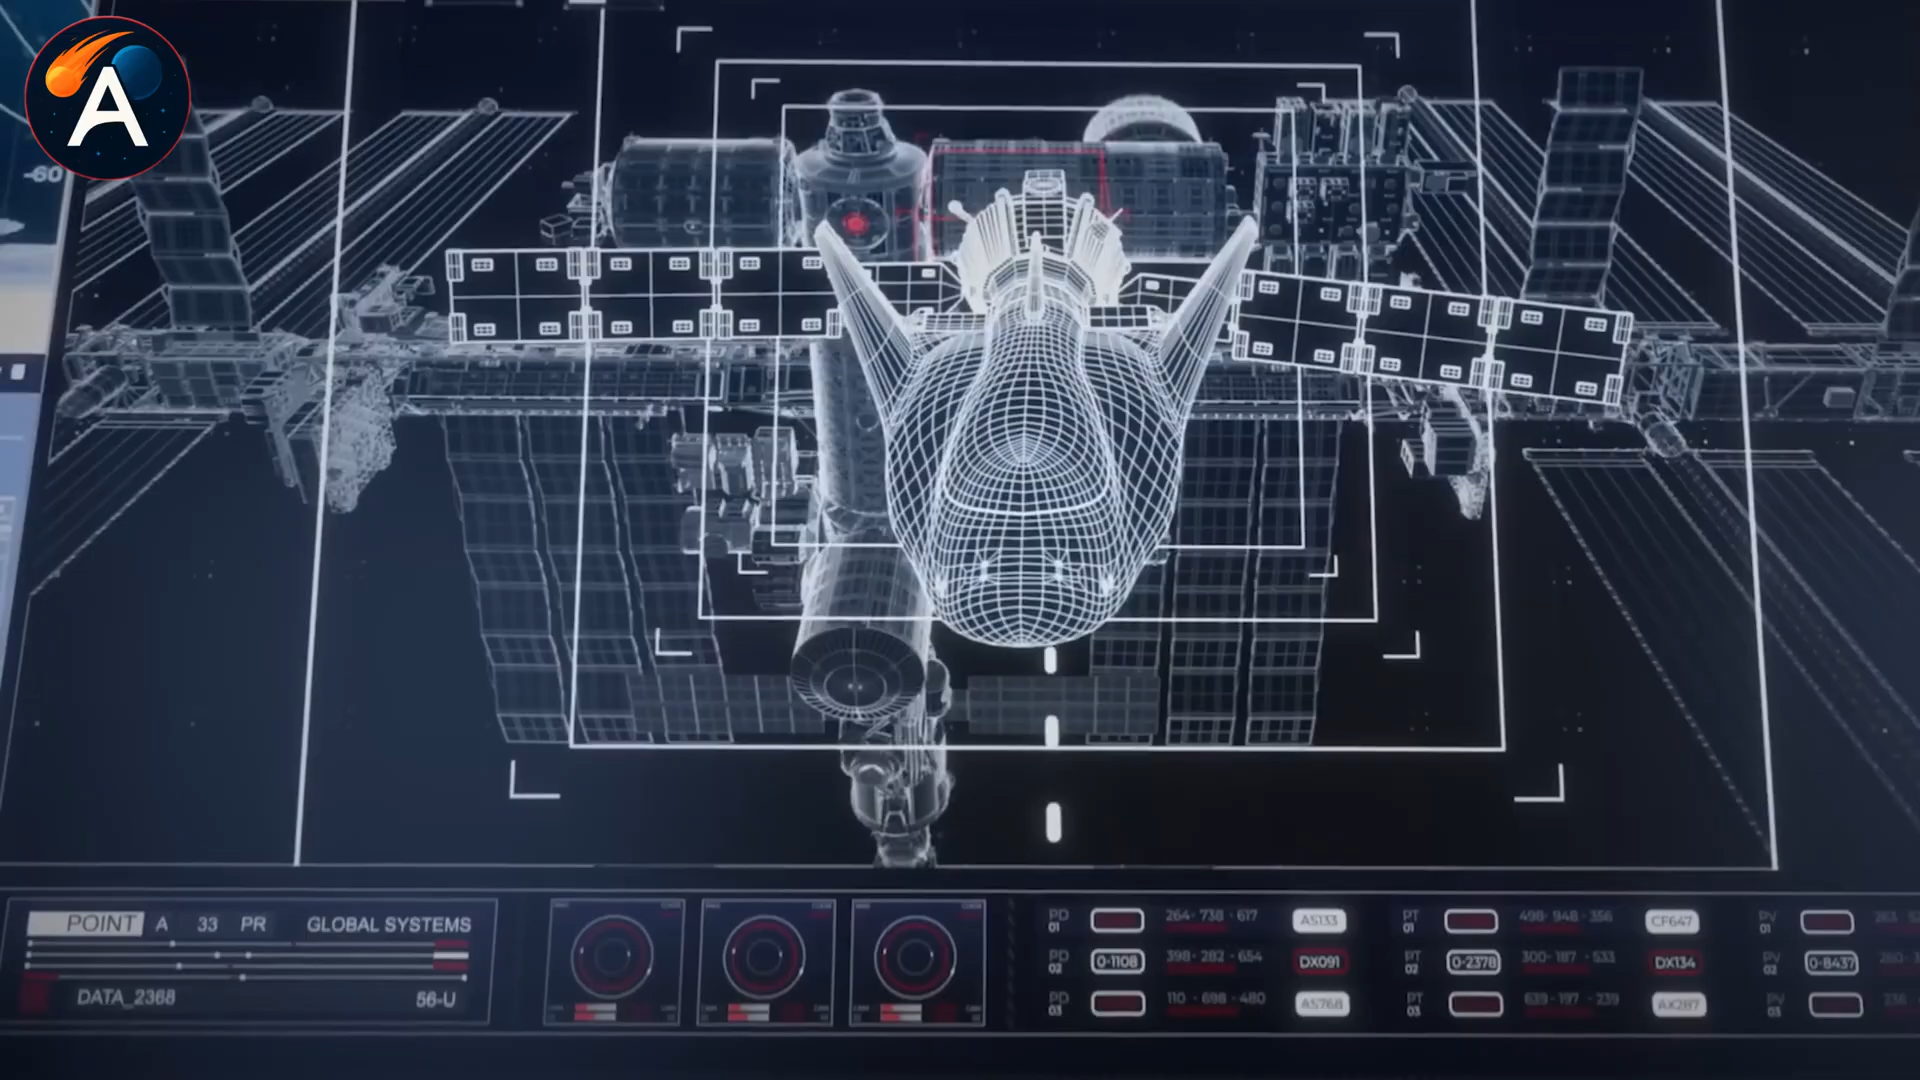 A
-60
POINT A 33 PR GLOBAL SYSTEMS
DATA_2368 56-U
PD 01 264-738-617 AS133
PD 02 0-1108 398-282-654 DX091
PD 03 110-698-480 AS768
PT 01 498-948-356 CF647
PT 02 0-2378 300-187-533 DX134
PT 03 639-197-239 AX287
PV 01
PV 02 0-8437
PV 03